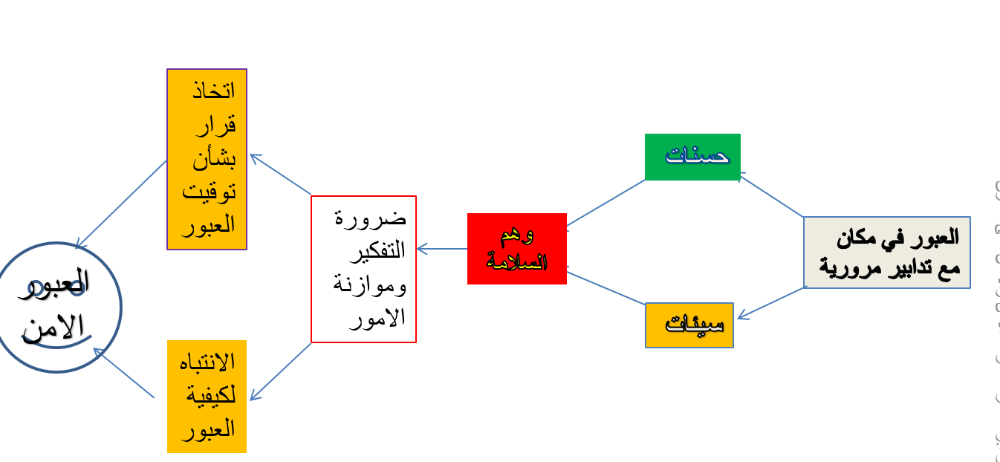 العبور في مكان
مع تدابير مرورية
حسنات
سيئات
وهم
السلامة
ضرورة
التفكير
وموازنة
الامور
اتخاذ
قرار
بشأن
توقيت
العبور
الانتباه
لكيفية
العبور
العبور
الامن